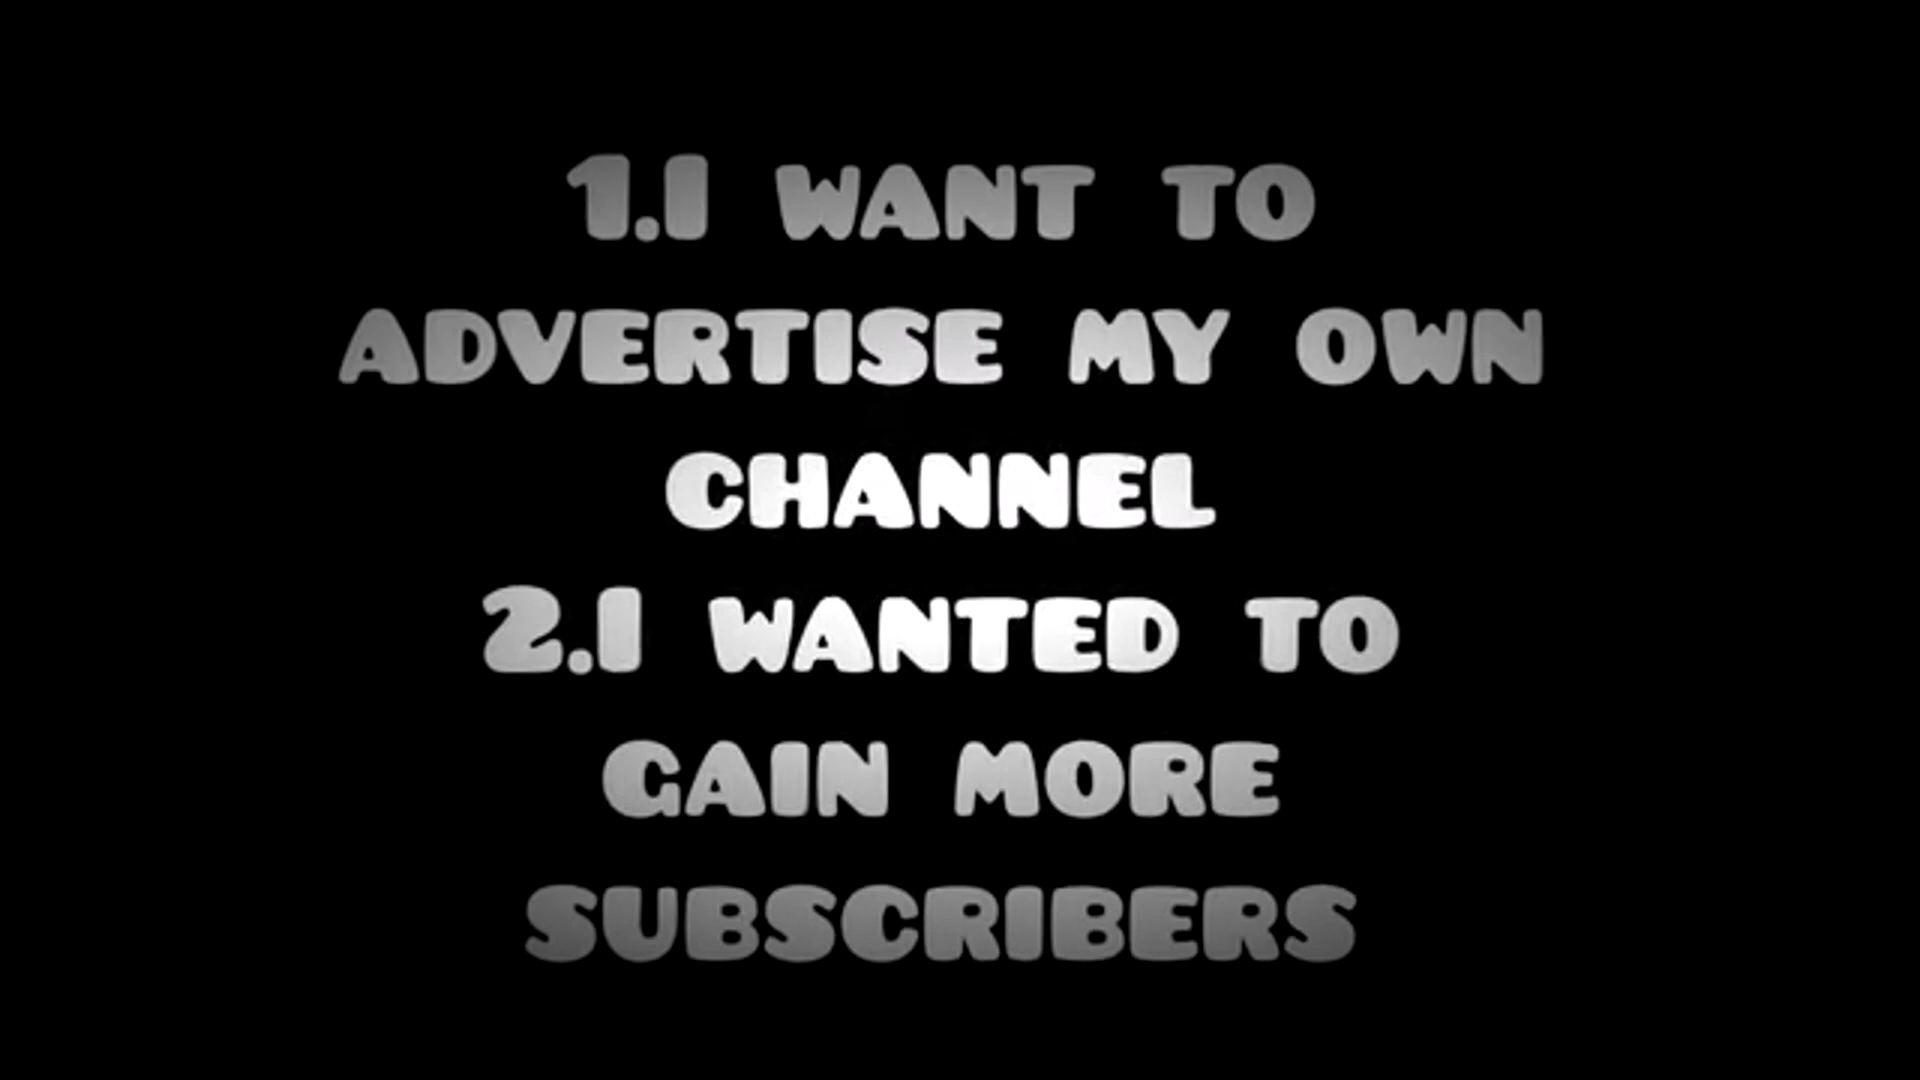 1.I WANT TO
ADVERTISE MY OWN
CHANNEL
2.I WANTED TO
GAIN MORE
SUBSCRIBERS